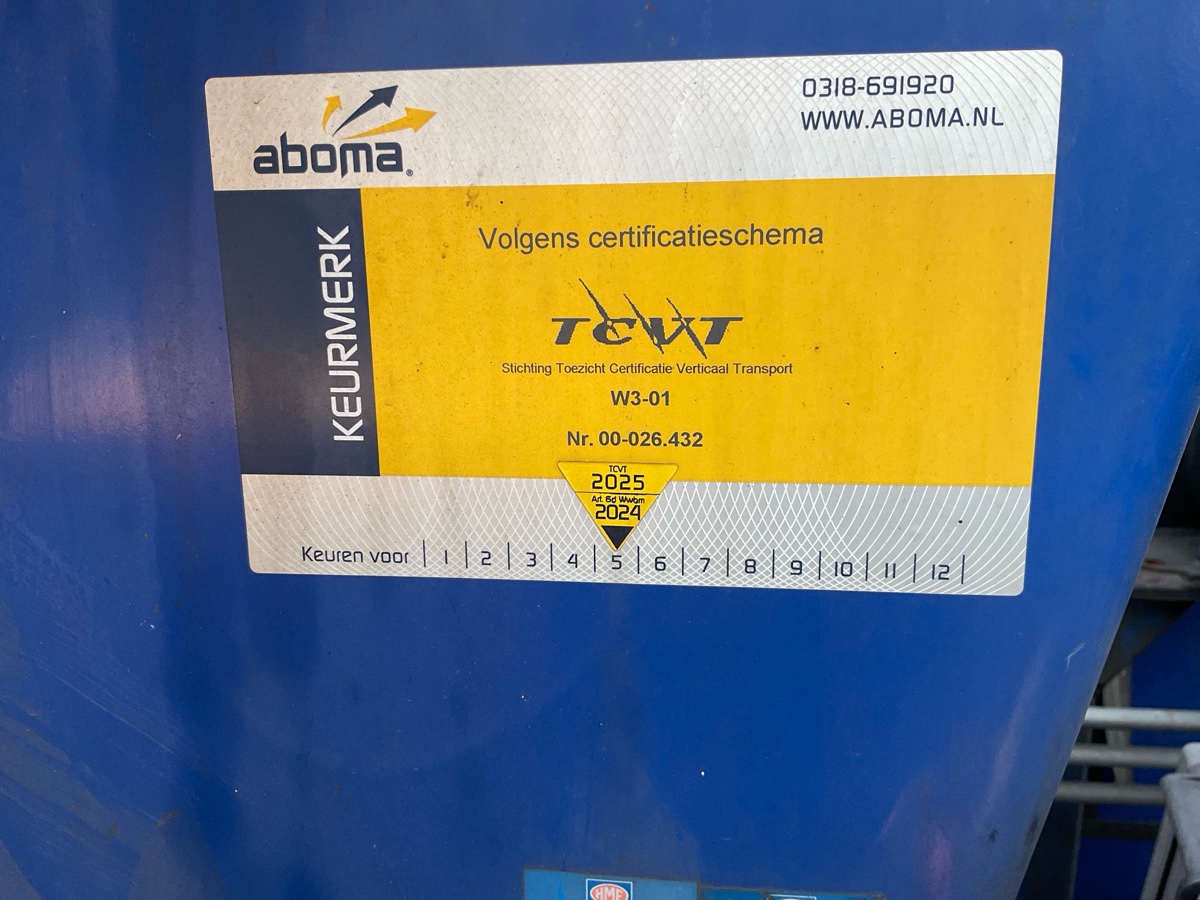 aboma®
0318-691920
WWW.ABOMA.NL
KEURMERK
Volgens certificatieschema
TCVT
Stichting Toezicht Certificatie Verticaal Transport
W3-01
Nr. 00-026.432
TCVT
2025
Art. 6d Wwbm
2024
Keuren voor | 1 | 2 | 3 | 4 | 5 | 6 | 7 | 8 | 9 | 10 | 11 | 12 |
HMF